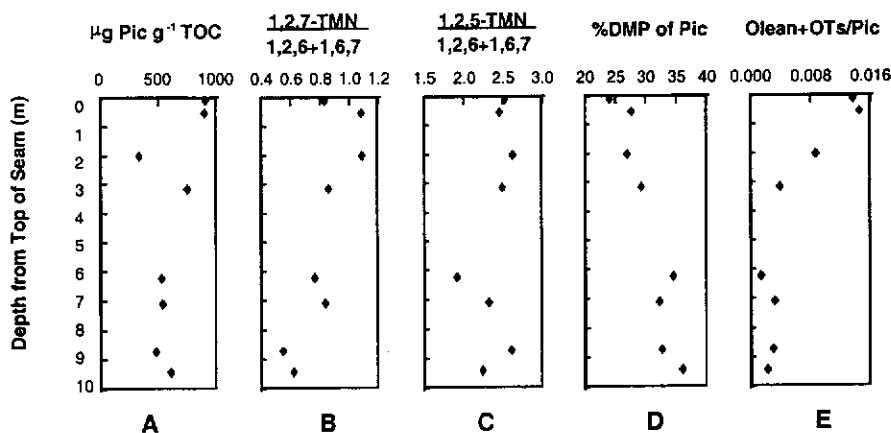 μg Pic g⁻¹ TOC
1,2,7-TMN
1,2,6+1,6,7
1,2,5-TMN
1,2,6+1,6,7
%DMP of Pic
Olean+OTs/Pic
0 500 1000
0.4 0.6 0.8 1.0 1.2
1.5 2.0 2.5 3.0
20 25 30 35 40
0.000 0.008 0.016
Depth from Top of Seam (m)
0
1
2
3
4
5
6
7
8
9
10
A B C D E